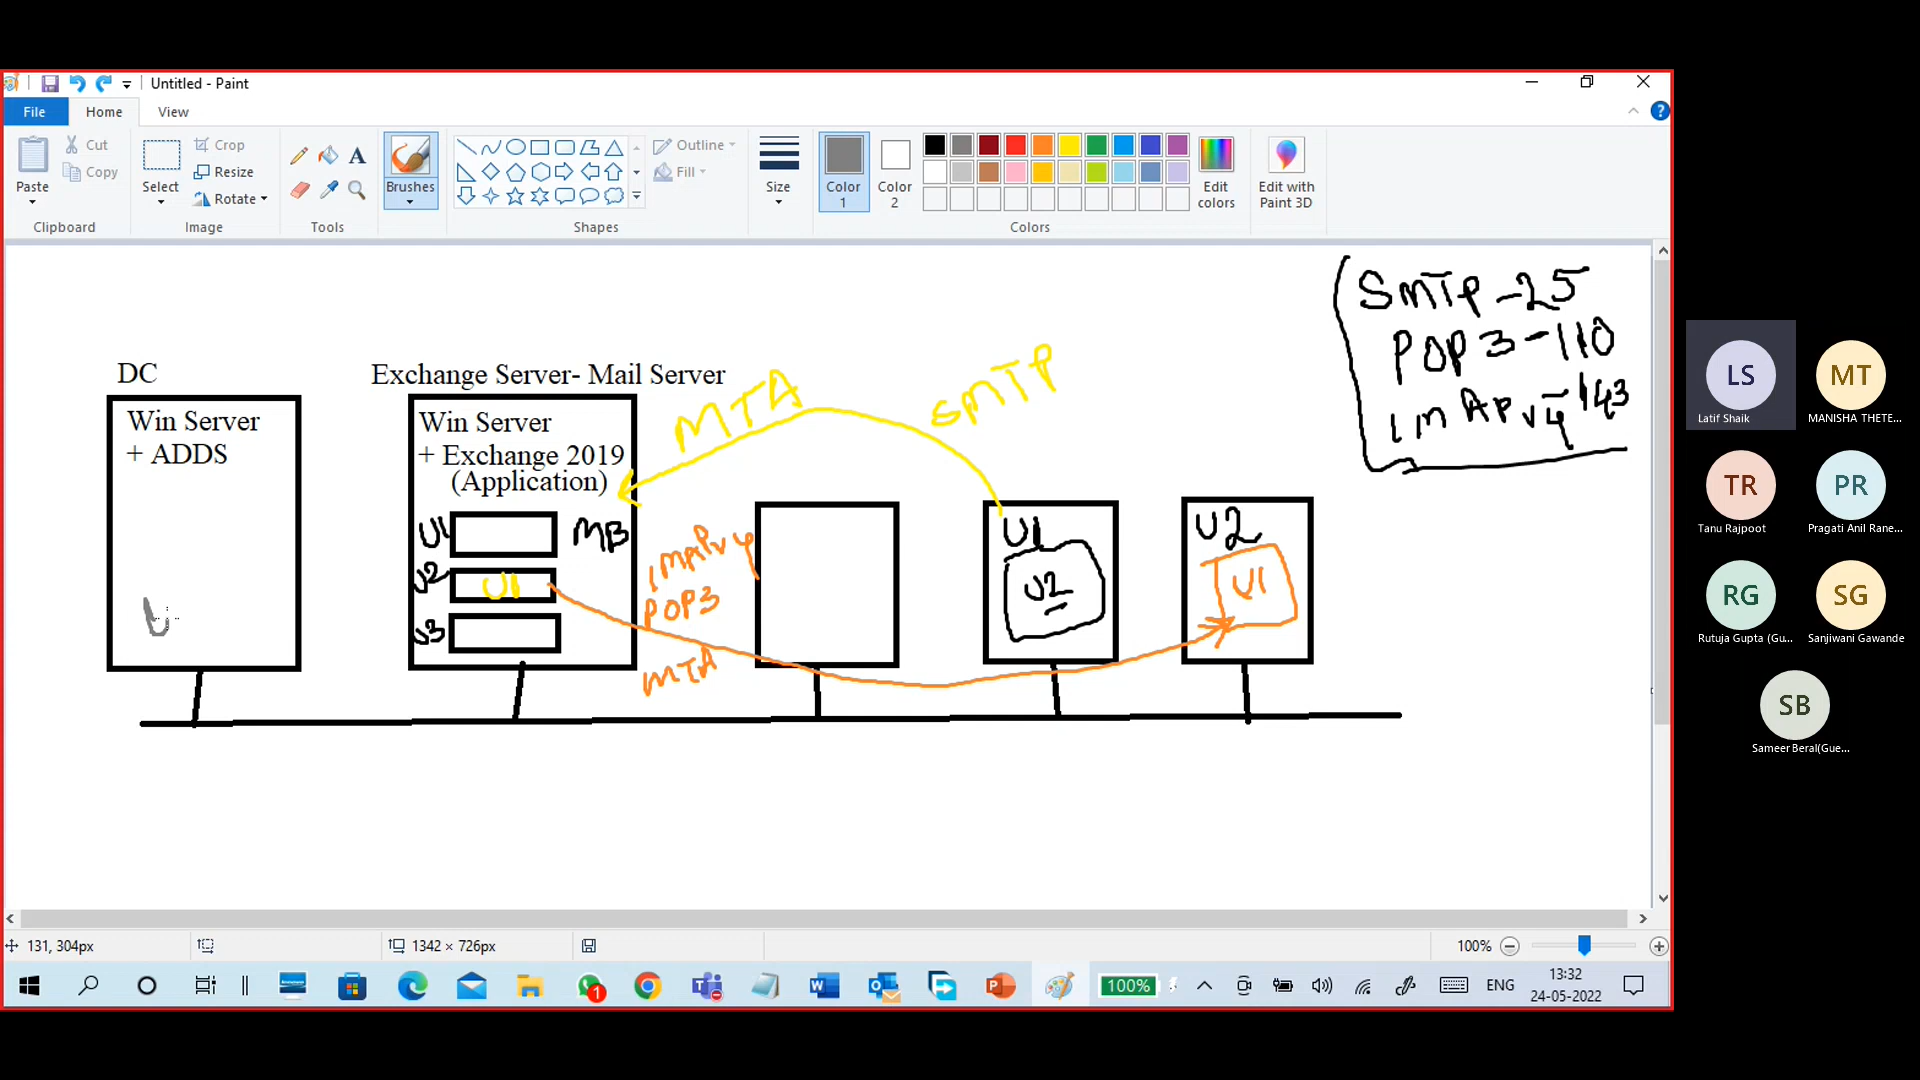 Untitled - Paint
File Home View
Paste
Cut
Copy
Clipboard
Select
Crop
Resize
Rotate
Image
Tools
Brushes
Outline
Fill
Shapes
Size
Color 1
Color 2
Edit colors
Edit with Paint 3D
Colors
SMTP - 25
POP3 - 110
IMAPv4 - 143
DC
Win Server
+ ADDS
Exchange Server- Mail Server
Win Server
+ Exchange 2019
(Application)
U1
MB
U2 U1
U3
MTA
SMTP
IMAPv4
POP3
MTA
U1
U2
U2
U1
LS
Latif Shaik
MT
MANISHA THETE...
TR
Tanu Rajpoot
PR
Pragati Anil Rane...
RG
Rutuja Gupta (Gu...
SG
Sanjiwani Gawande
SB
Sameer Beral(Gue...
131, 304px
1342 × 726px
100%
1
100%
ENG
13:32
24-05-2022